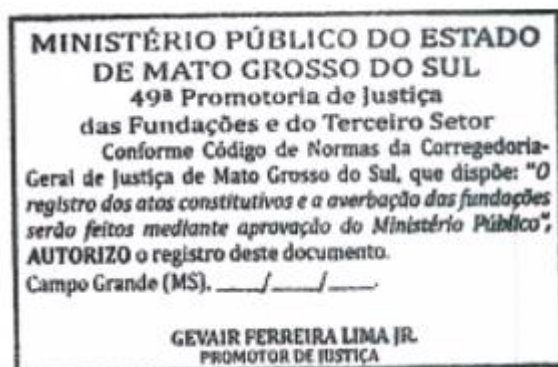 MINISTÉRIO PÚBLICO DO ESTADO
DE MATO GROSSO DO SUL
49ª Promotoria de Justiça
das Fundações e do Terceiro Setor
Conforme Código de Normas da Corregedoria-
Geral de Justiça de Mato Grosso do Sul, que dispõe: "O
registro dos atos constitutivos e a averbação das fundações
serão feitos mediante aprovação do Ministério Público",
AUTORIZO o registro deste documento.
Campo Grande (MS). ____/____/____.
GEVAIR FERREIRA LIMA JR.
PROMOTOR DE JUSTIÇA